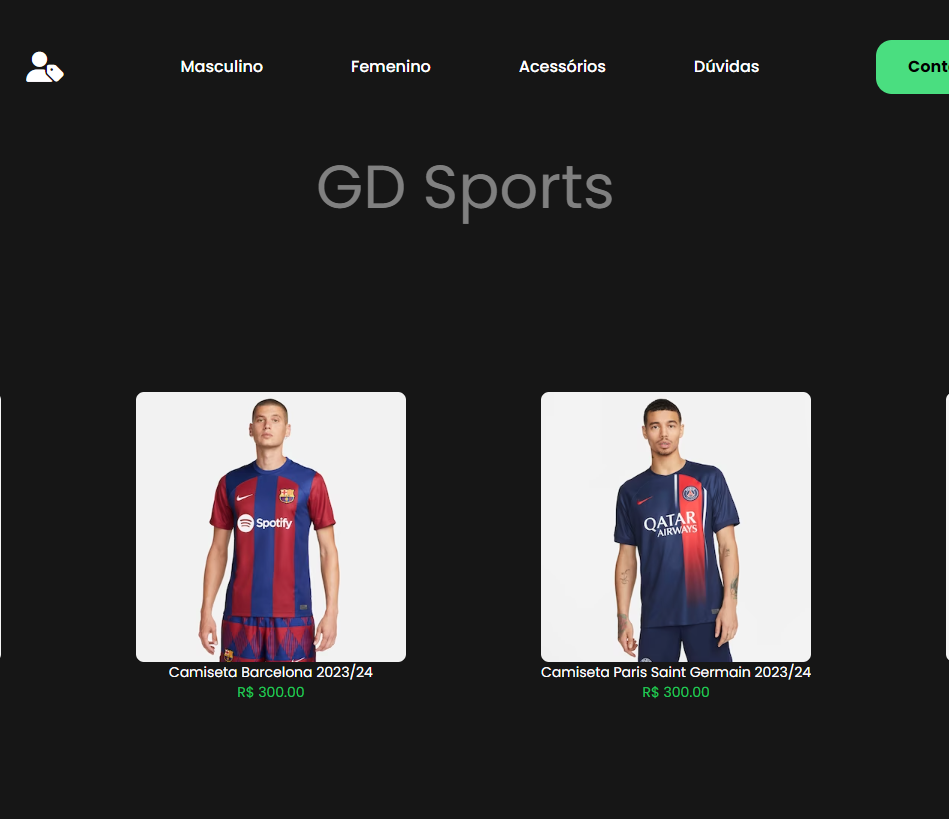 Masculino
Femenino
Acessórios
Dúvidas
GD Sports
Spotify
QATAR
AIRWAYS
Camiseta Barcelona 2023/24
R$ 300.00
Camiseta Paris Saint Germain 2023/24
R$ 300.00